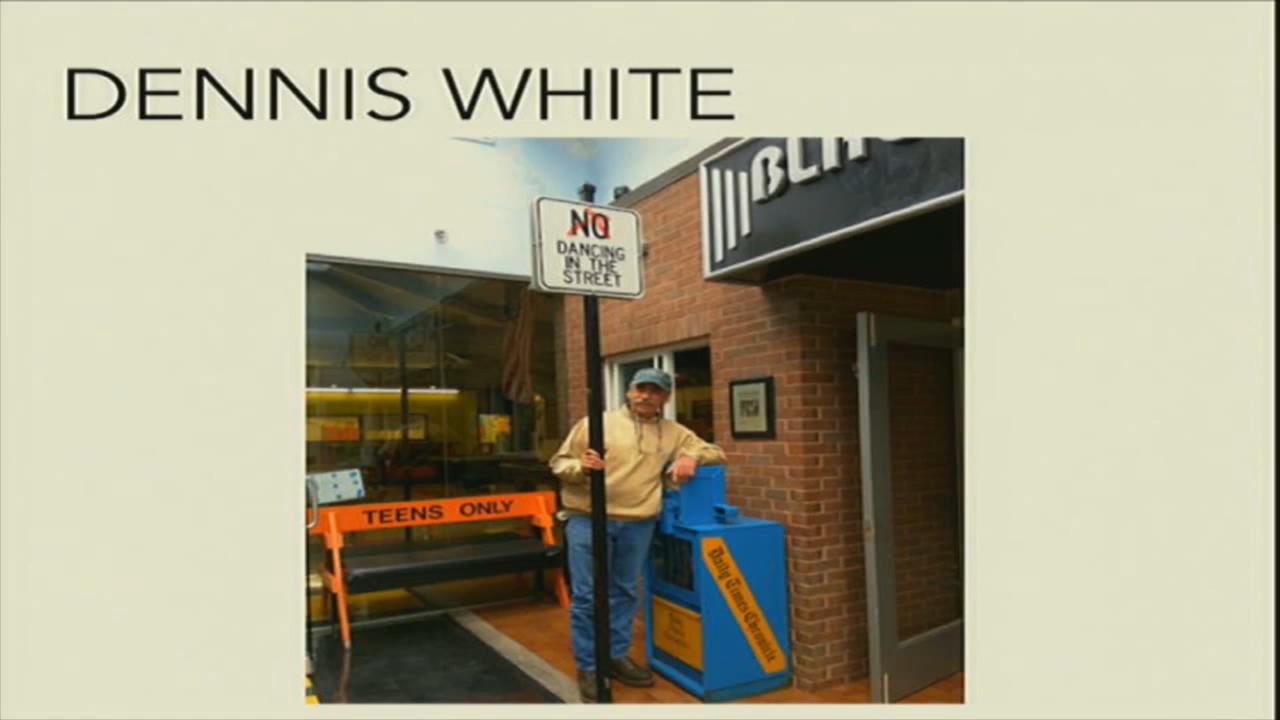 DENNIS WHITE
NO
DANCING
IN THE
STREET
TEENS ONLY
Daily Times Chronicle